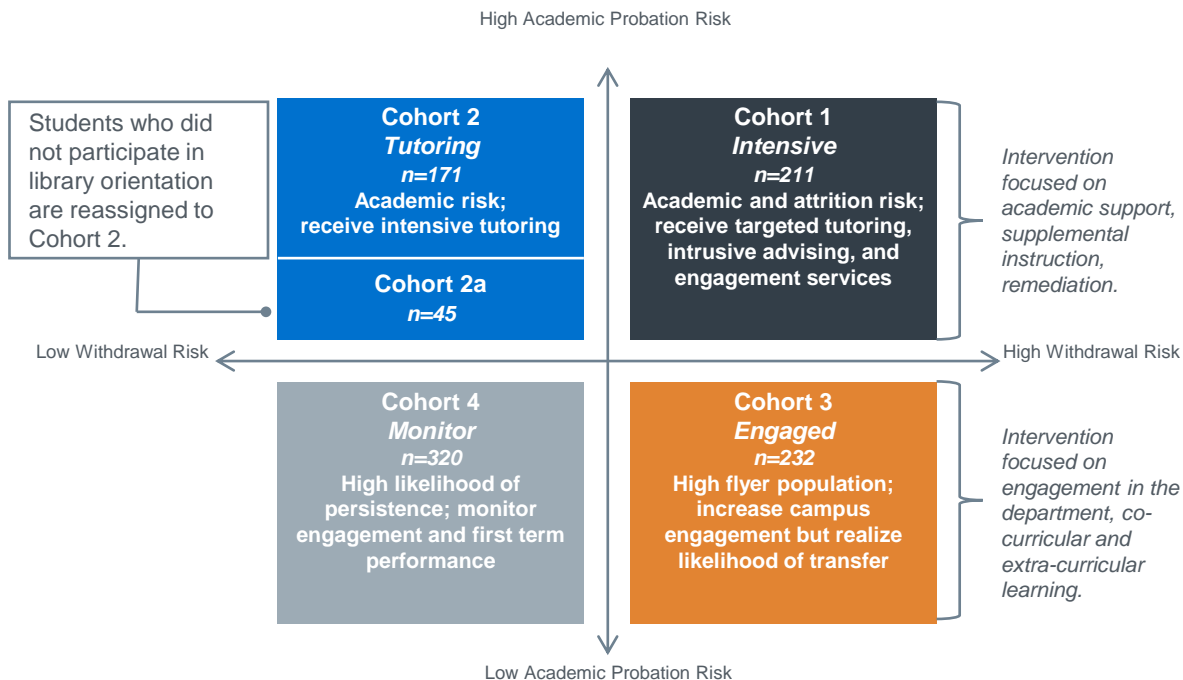 High Academic Probation Risk
Students who did
not participate in
library orientation
are reassigned to
Cohort 2.
Cohort 2
Tutoring
n=171
Academic risk;
receive intensive tutoring
Cohort 2a
n=45
Cohort 1
Intensive
n=211
Academic and attrition risk;
receive targeted tutoring,
intrusive advising, and
engagement services
Intervention
focused on
academic support,
supplemental
instruction,
remediation.
Low Withdrawal Risk
High Withdrawal Risk
Cohort 4
Monitor
n=320
High likelihood of
persistence; monitor
engagement and first term
performance
Cohort 3
Engaged
n=232
High flyer population;
increase campus
engagement but realize
likelihood of transfer
Intervention
focused on
engagement in the
department, co-
curricular and
extra-curricular
learning.
Low Academic Probation Risk